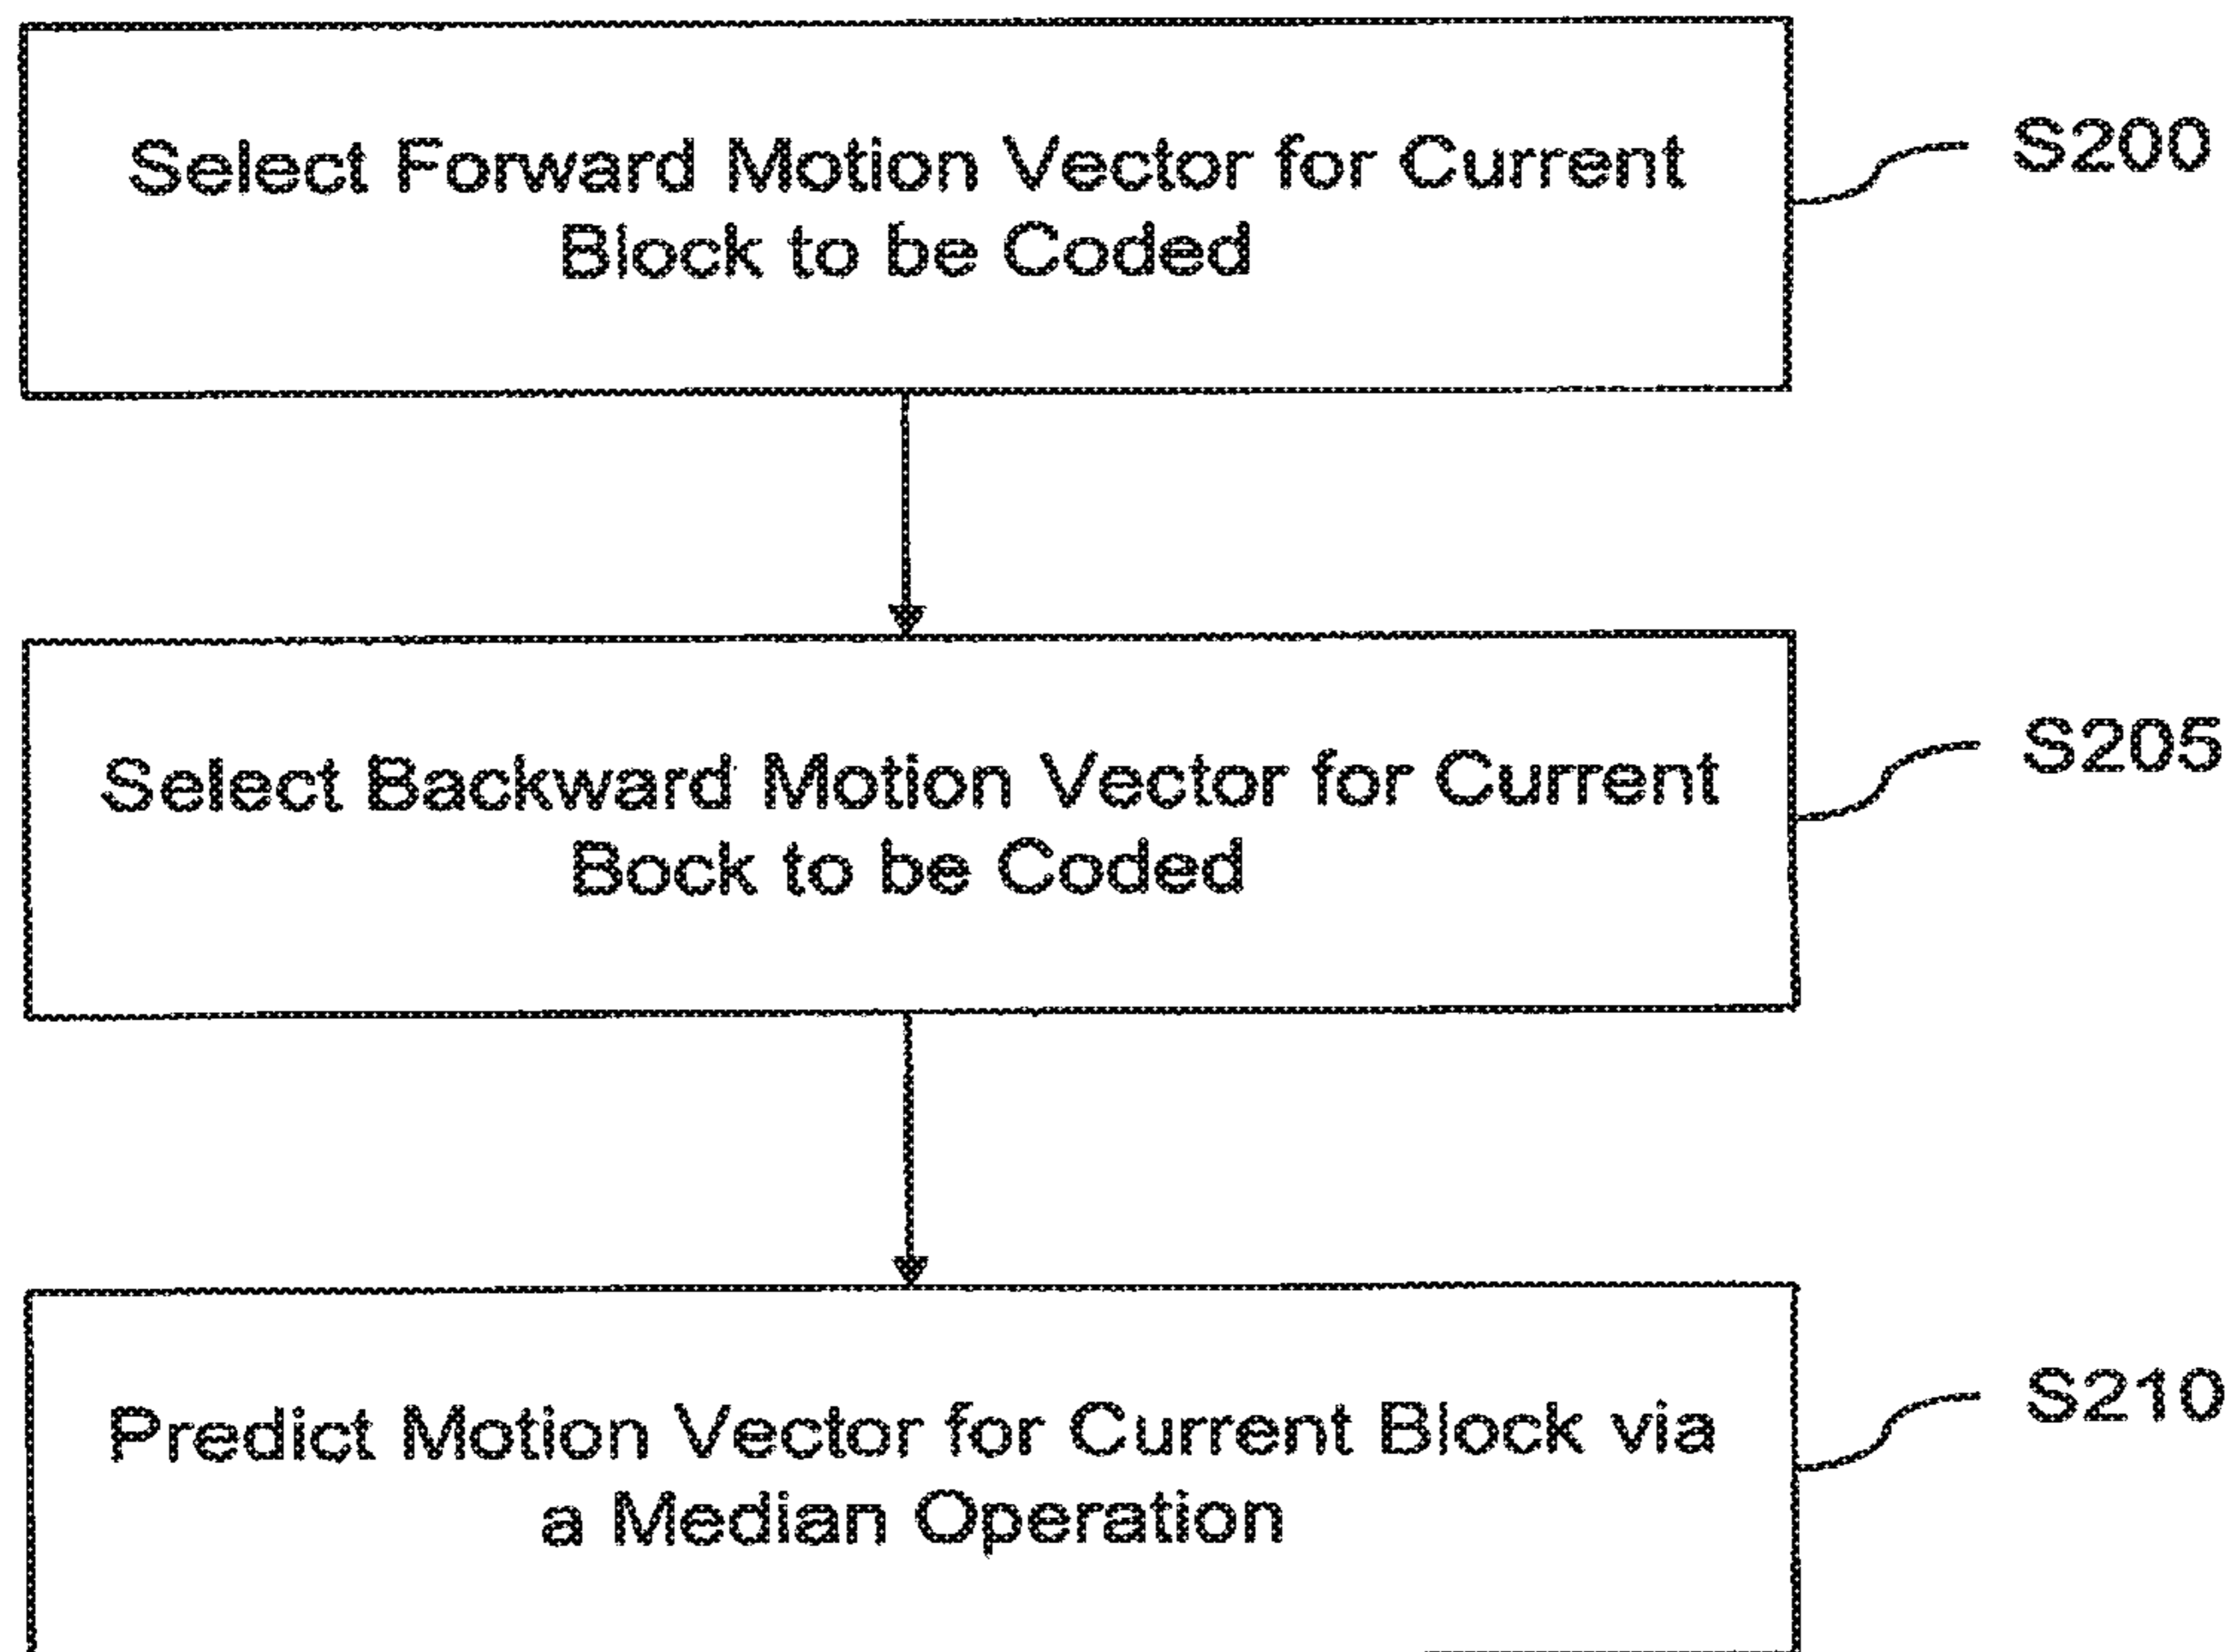 Select Forward Motion Vector for Current
Block to be Coded
S200
Select Backward Motion Vector for Current
Bock to be Coded
S205
Predict Motion Vector for Current Block via
a Median Operation
S210